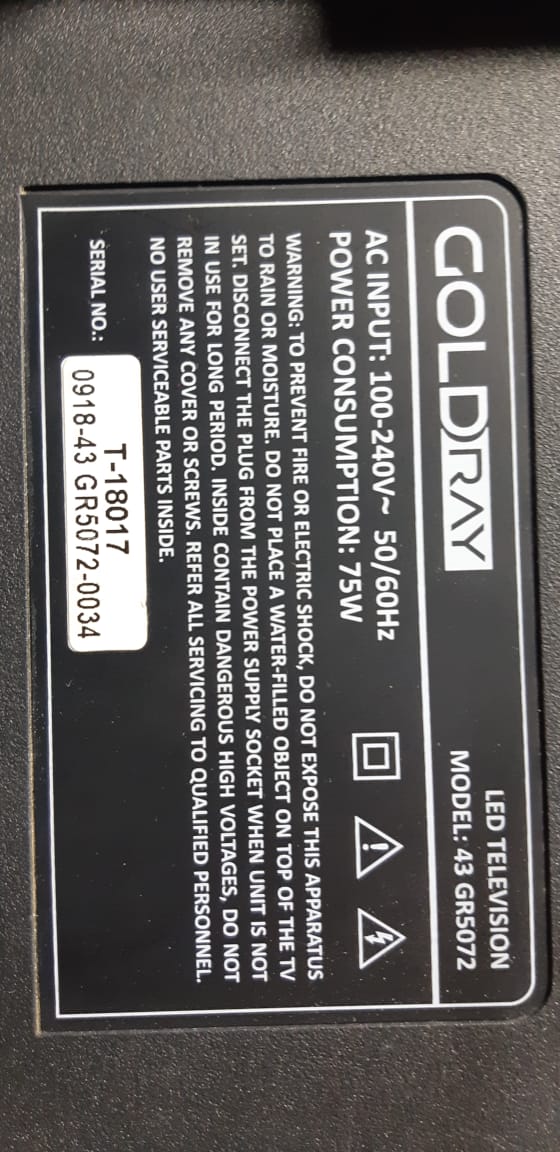 GOLDRAY
LED TELEVISION
MODEL: 43 GR5072
AC INPUT: 100-240V~ 50/60Hz
POWER CONSUMPTION: 75W
WARNING: TO PREVENT FIRE OR ELECTRIC SHOCK, DO NOT EXPOSE THIS APPARATUS
TO RAIN OR MOISTURE. DO NOT PLACE A WATER-FILLED OBJECT ON TOP OF THE TV
SET. DISCONNECT THE PLUG FROM THE POWER SUPPLY SOCKET WHEN UNIT IS NOT
IN USE FOR LONG PERIOD. INSIDE CONTAIN DANGEROUS HIGH VOLTAGES, DO NOT
REMOVE ANY COVER OR SCREWS. REFER ALL SERVICING TO QUALIFIED PERSONNEL.
NO USER SERVICEABLE PARTS INSIDE.
SERIAL NO.:
T-18017
0918-43 GR5072-0034